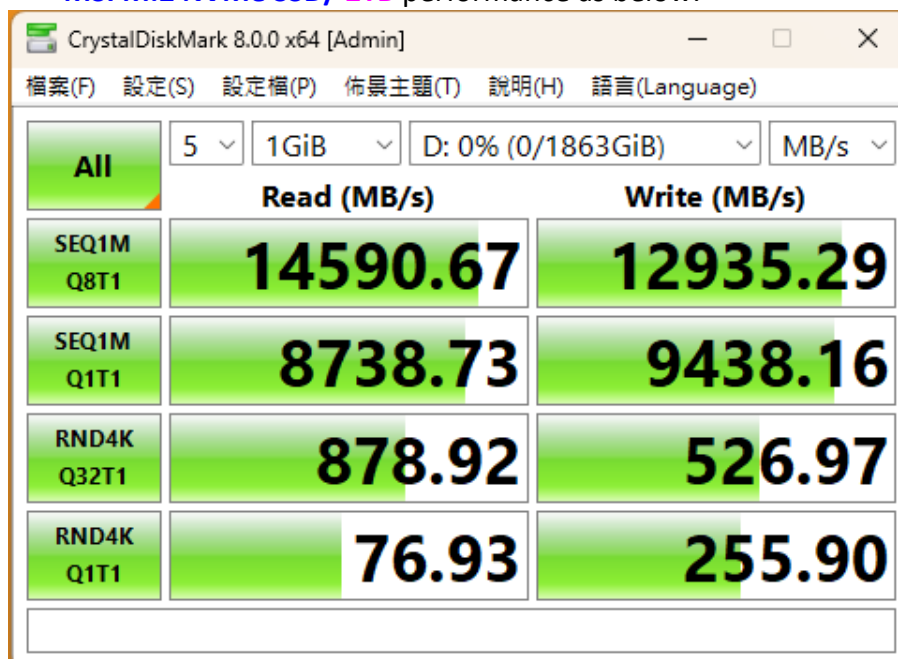 performance as below:
CrystalDiskMark 8.0.0 x64 [Admin]
檔案(F) 設定(S) 設定檔(P) 佈景主題(T) 說明(H) 語言(Language)
All 5 1GiB D: 0% (0/1863GiB) MB/s
Read (MB/s) Write (MB/s)
SEQ1M
Q8T1 14590.67 12935.29
SEQ1M
Q1T1 8738.73 9438.16
RND4K
Q32T1 878.92 526.97
RND4K
Q1T1 76.93 255.90